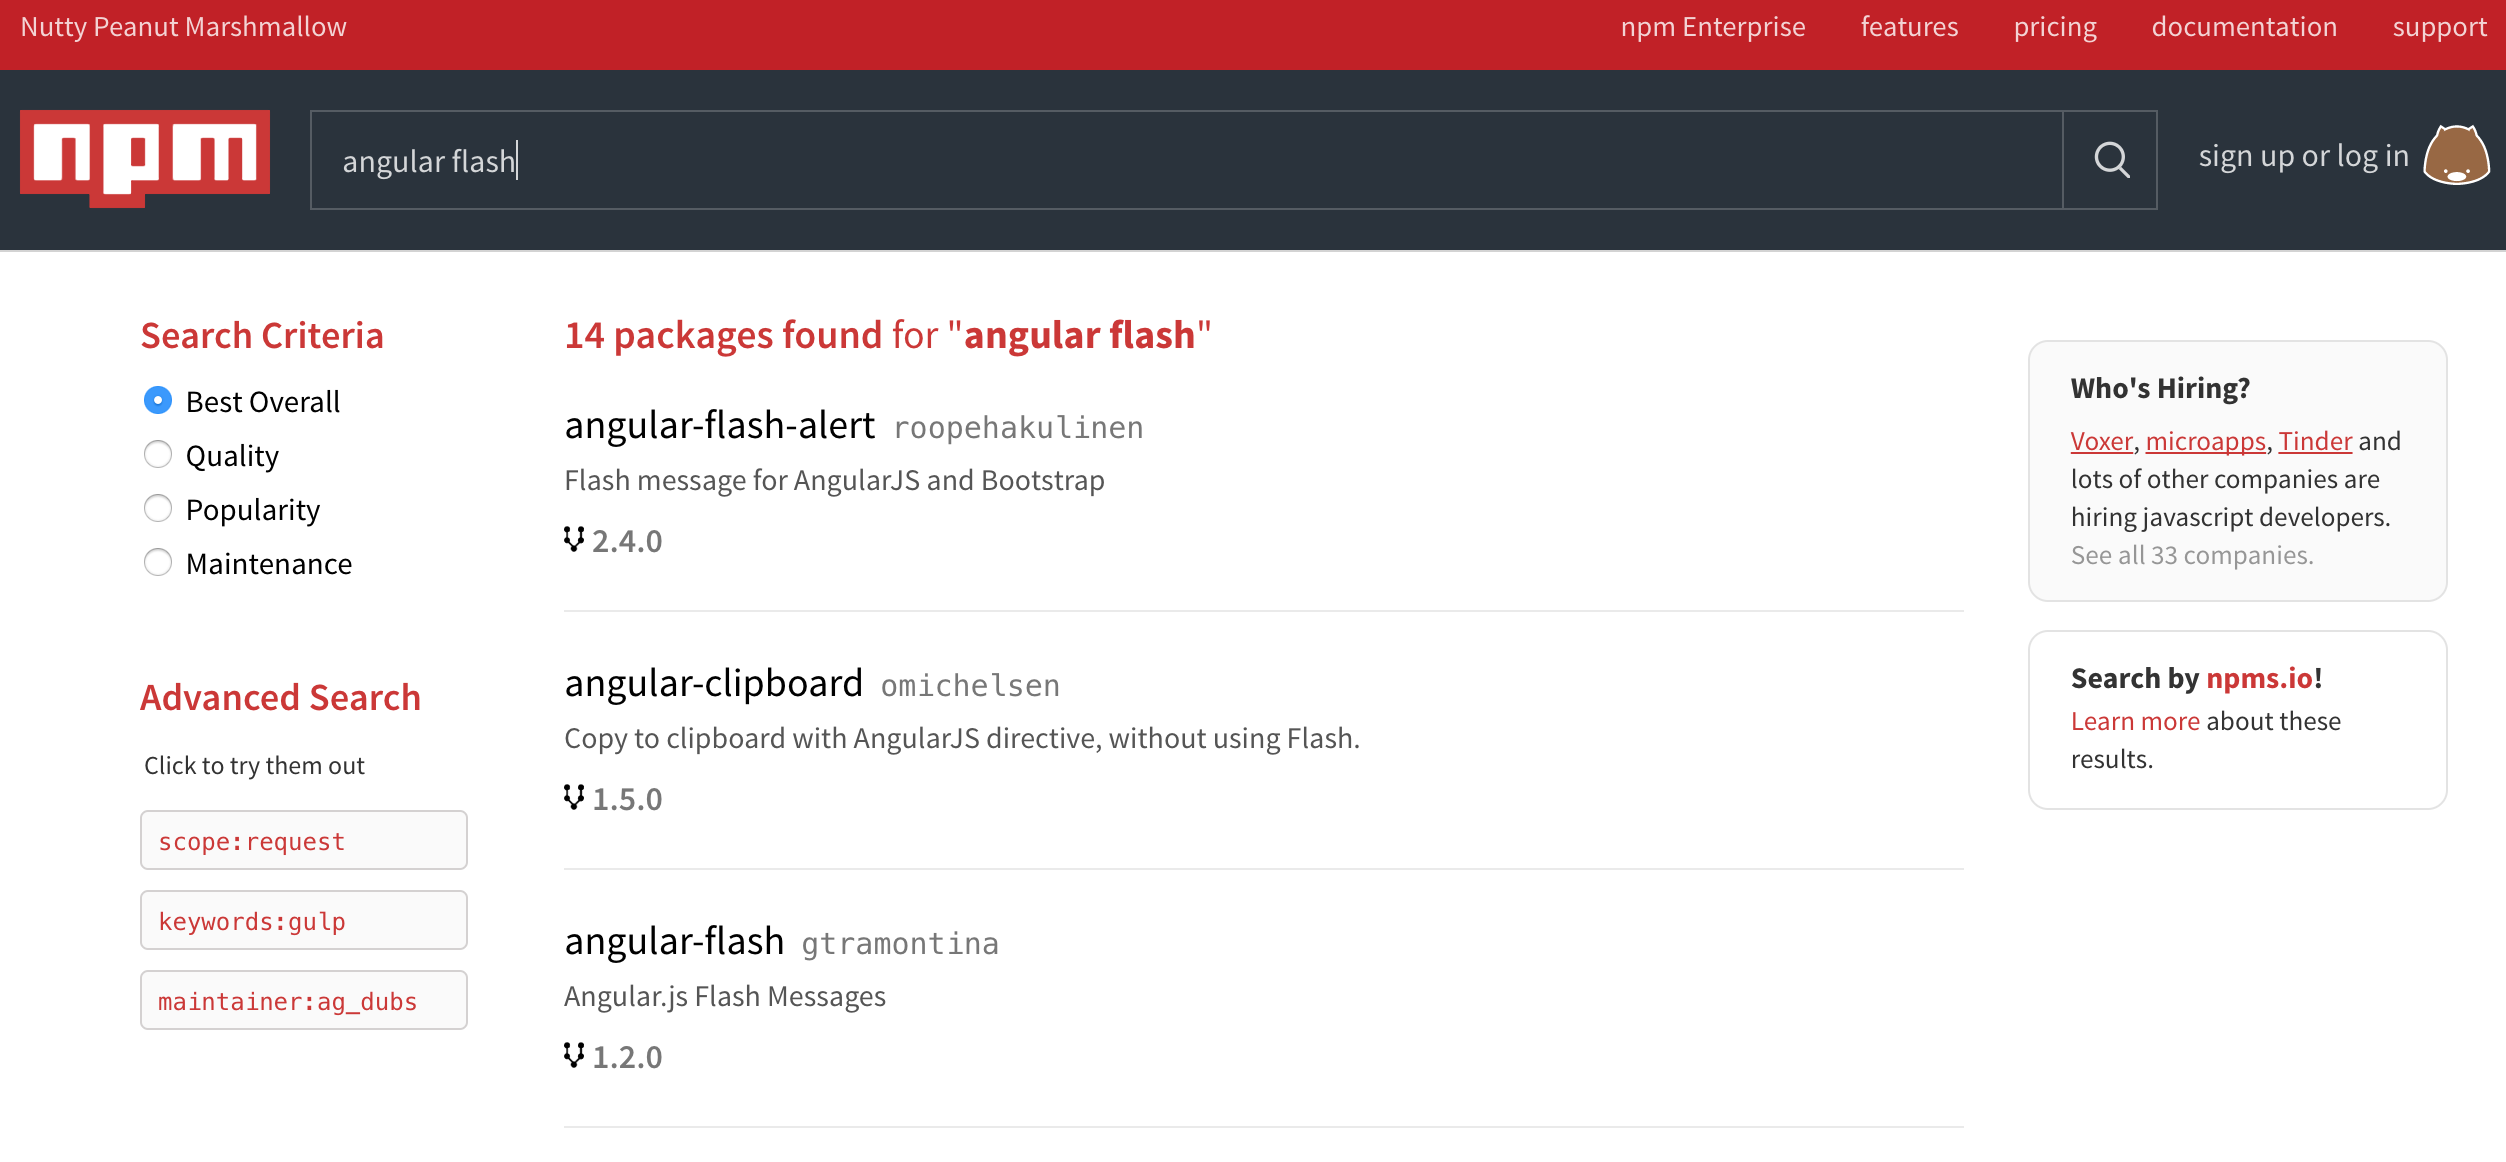 Nutty Peanut Marshmallow
npm Enterprise features pricing documentation support
npm
angular flash
sign up or log in
Search Criteria
Best Overall
Quality
Popularity
Maintenance
Advanced Search
Click to try them out
scope:request
keywords:gulp
maintainer:ag_dubs
14 packages found for "angular flash"
angular-flash-alert roopehakulinen
Flash message for AngularJS and Bootstrap
2.4.0
angular-clipboard omichelsen
Copy to clipboard with AngularJS directive, without using Flash.
1.5.0
angular-flash gtramontina
Angular.js Flash Messages
1.2.0
Who's Hiring?
Voxer, microapps, Tinder and
lots of other companies are
hiring javascript developers.
See all 33 companies.
Search by npms.io!
Learn more about these
results.